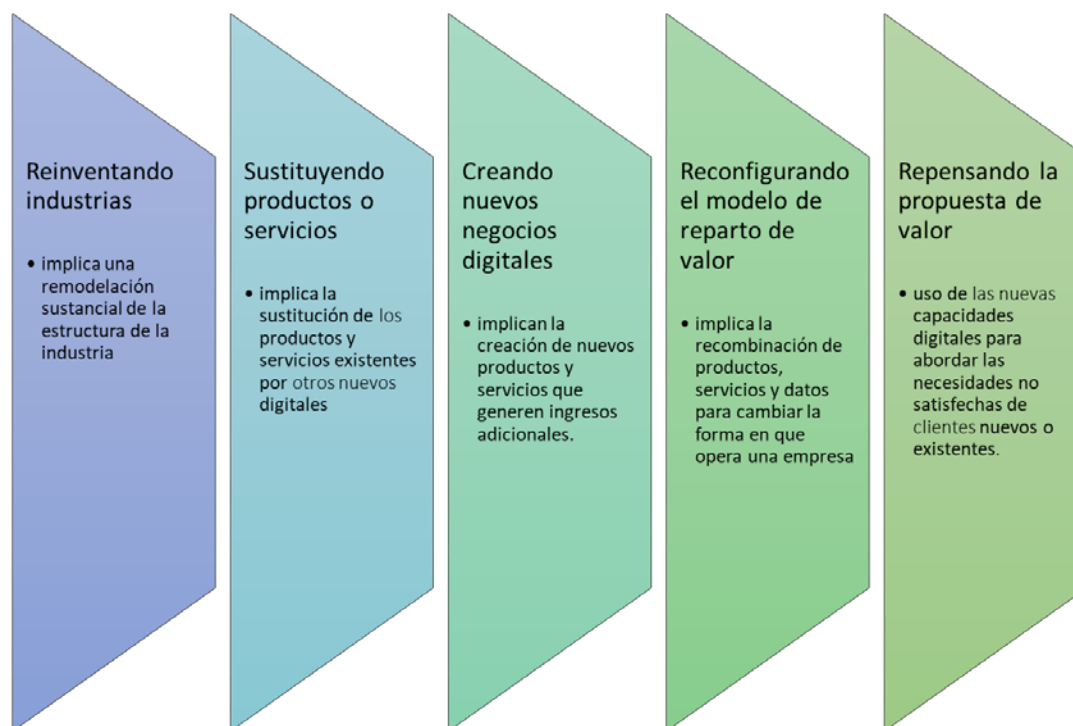 Reinventando
industrias
• implica una
remodelación
sustancial de la
estructura de la
industria
Sustituyendo
productos o
servicios
• implica la
sustitución de los
productos y
servicios existentes
por otros nuevos
digitales
Creando
nuevos
negocios
digitales
• implican la
creación de nuevos
productos y
servicios que
generen ingresos
adicionales.
Reconfigurando
el modelo de
reparto de
valor
• implica la
recombinación de
productos,
servicios y datos
para cambiar la
forma en que
opera una empresa
Repensando la
propuesta de
valor
• uso de las nuevas
capacidades
digitales para
abordar las
necesidades no
satisfechas de
clientes nuevos o
existentes.